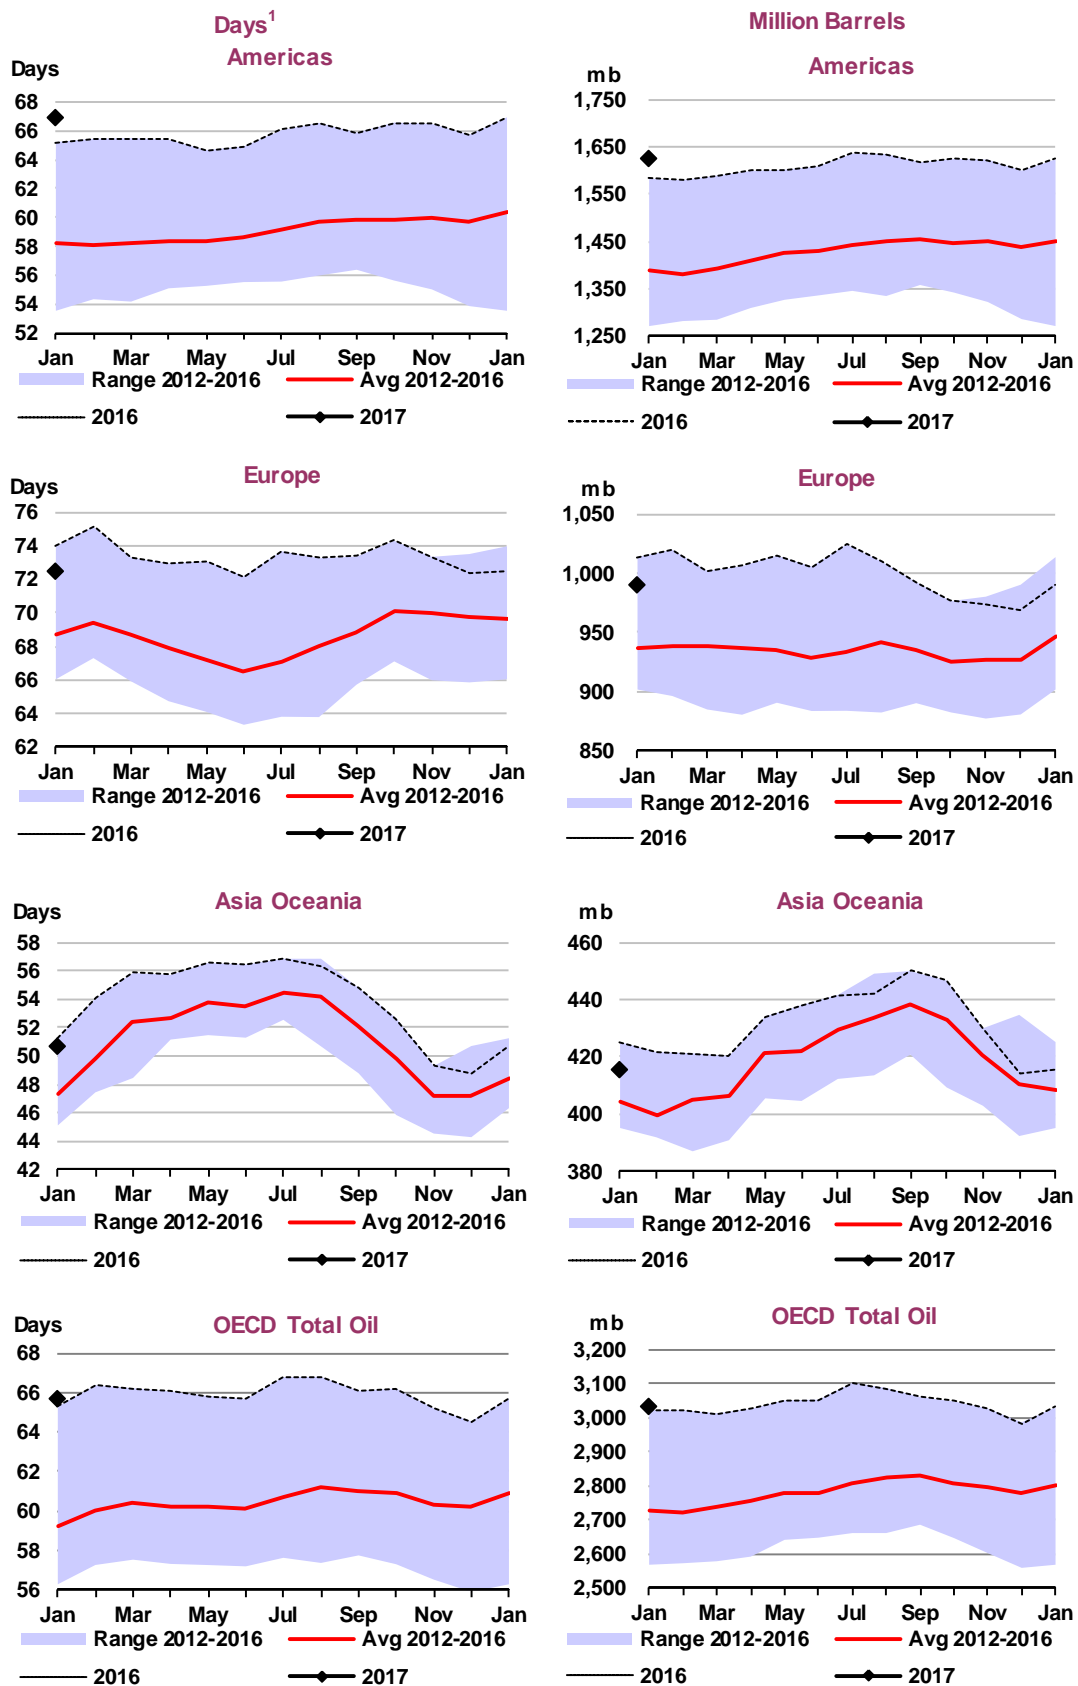 Days¹
Americas
Days
68
66
64
62
60
58
56
54
52
Jan Mar May Jul Sep Nov Jan
Range 2012-2016 Avg 2012-2016
2016 2017
Million Barrels
Americas
mb
1,750
1,650
1,550
1,450
1,350
1,250
Jan Mar May Jul Sep Nov Jan
Range 2012-2016 Avg 2012-2016
2016 2017
Europe
Days
76
74
72
70
68
66
64
62
Jan Mar May Jul Sep Nov Jan
Range 2012-2016 Avg 2012-2016
2016 2017
Europe
mb
1,050
1,000
950
900
850
Jan Mar May Jul Sep Nov Jan
Range 2012-2016 Avg 2012-2016
2016 2017
Asia Oceania
Days
58
56
54
52
50
48
46
44
42
Jan Mar May Jul Sep Nov Jan
Range 2012-2016 Avg 2012-2016
2016 2017
Asia Oceania
mb
460
440
420
400
380
Jan Mar May Jul Sep Nov Jan
Range 2012-2016 Avg 2012-2016
2016 2017
OECD Total Oil
Days
68
66
64
62
60
58
56
Jan Mar May Jul Sep Nov Jan
Range 2012-2016 Avg 2012-2016
2016 2017
OECD Total Oil
mb
3,200
3,100
3,000
2,900
2,800
2,700
2,600
2,500
Jan Mar May Jul Sep Nov Jan
Range 2012-2016 Avg 2012-2016
2016 2017